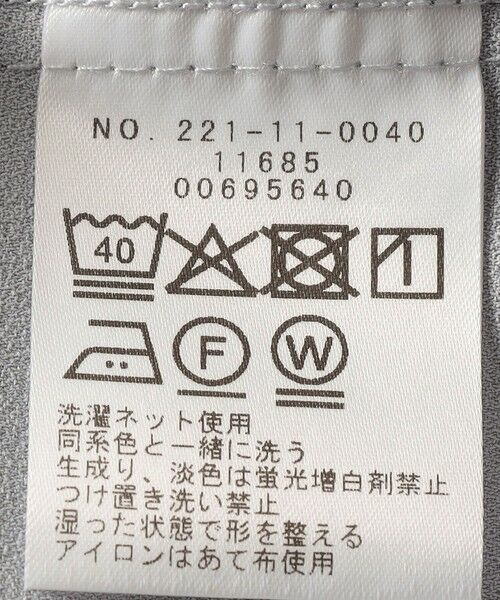 NO. 221-11-0040
11685
00695640
40
F W
洗濯ネット使用
同系色と一緒に洗う
生成り、淡色は蛍光増白剤禁止
つけ置き洗い禁止
湿った状態で形を整える
アイロンはあて布使用